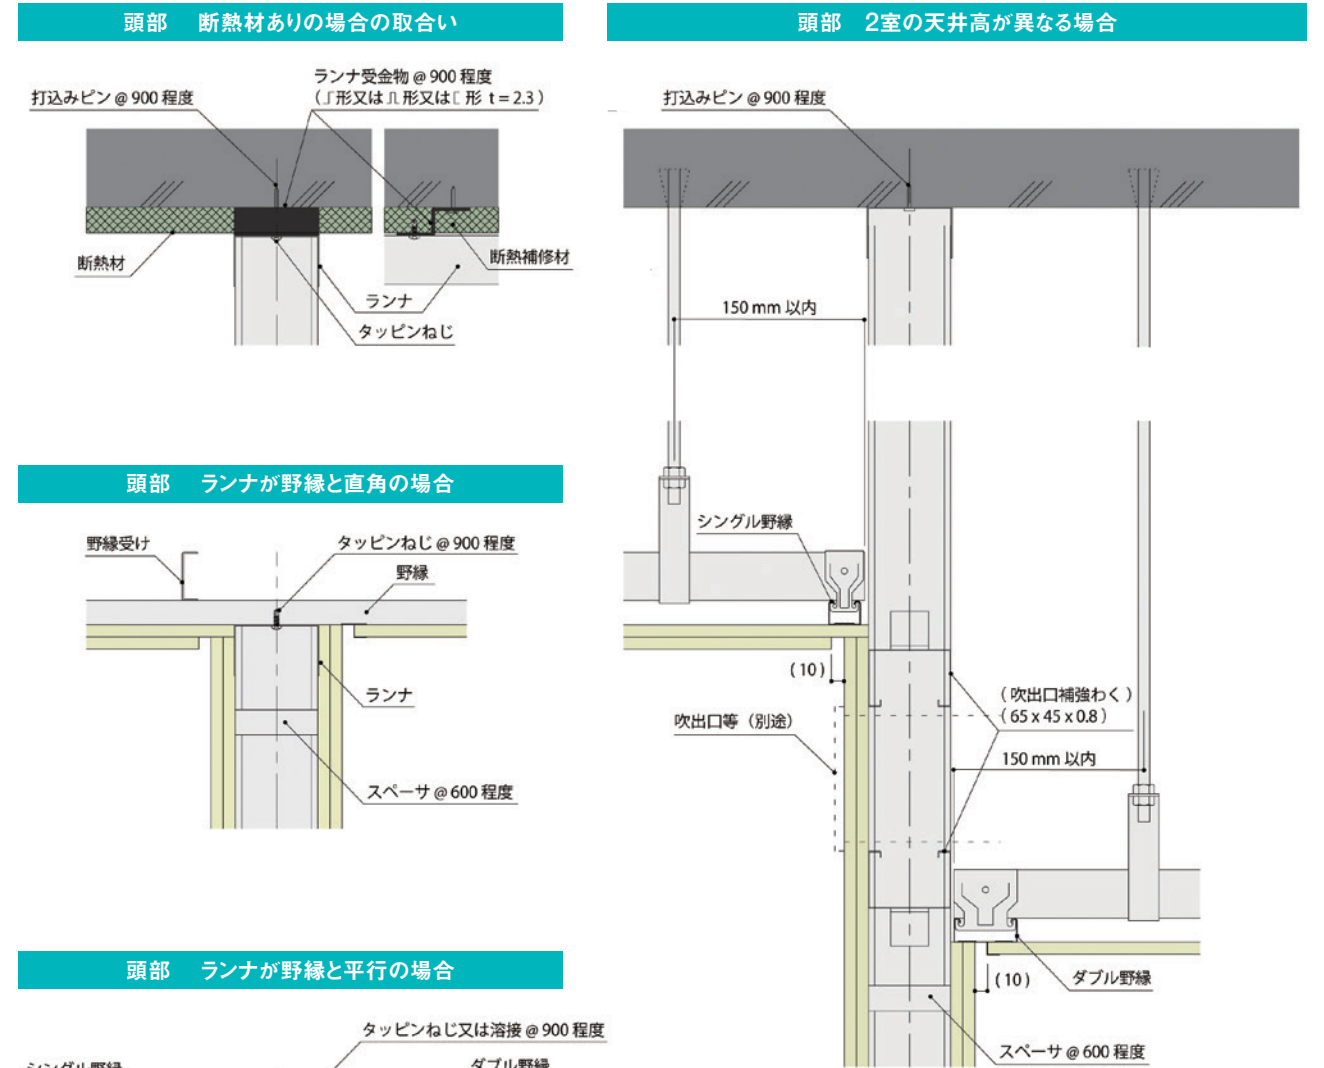 頭部　断熱材ありの場合の取合い
打込みピン @ 900 程度
ランナ受金物 @ 900 程度
形又は 形又は 形 t = 2.3 )
断熱材
断熱補修材
ランナ
タッピンねじ
頭部　ランナが野縁と直角の場合
野縁受け
タッピンねじ @ 900 程度
野縁
ランナ
スペーサ @ 600 程度
頭部　ランナが野縁と平行の場合
タッピンねじ又は溶接 @ 900 程度
シングル野縁
ダブル野縁
頭部　2室の天井高が異なる場合
打込みピン @ 900 程度
150 mm 以内
シングル野縁
( 10 )
吹出口等（別途）
( 吹出口補強わく )
( 65 x 45 x 0.8 )
150 mm 以内
( 10 )
ダブル野縁
スペーサ @ 600 程度